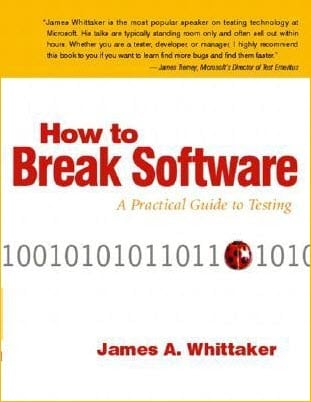 "James Whittaker is the most popular speaker on testing technology at
Microsoft. His talks are typically standing room only and often sell out within
hours. Whether you are a tester, developer, or manager, I highly recommend
this book to you if you want to learn find more bugs and find them faster."
— James Tierney, Microsoft's Director of Test Emeritus
How to
Break Software
A Practical Guide to Testing
10010101011011 1010
James A. Whittaker